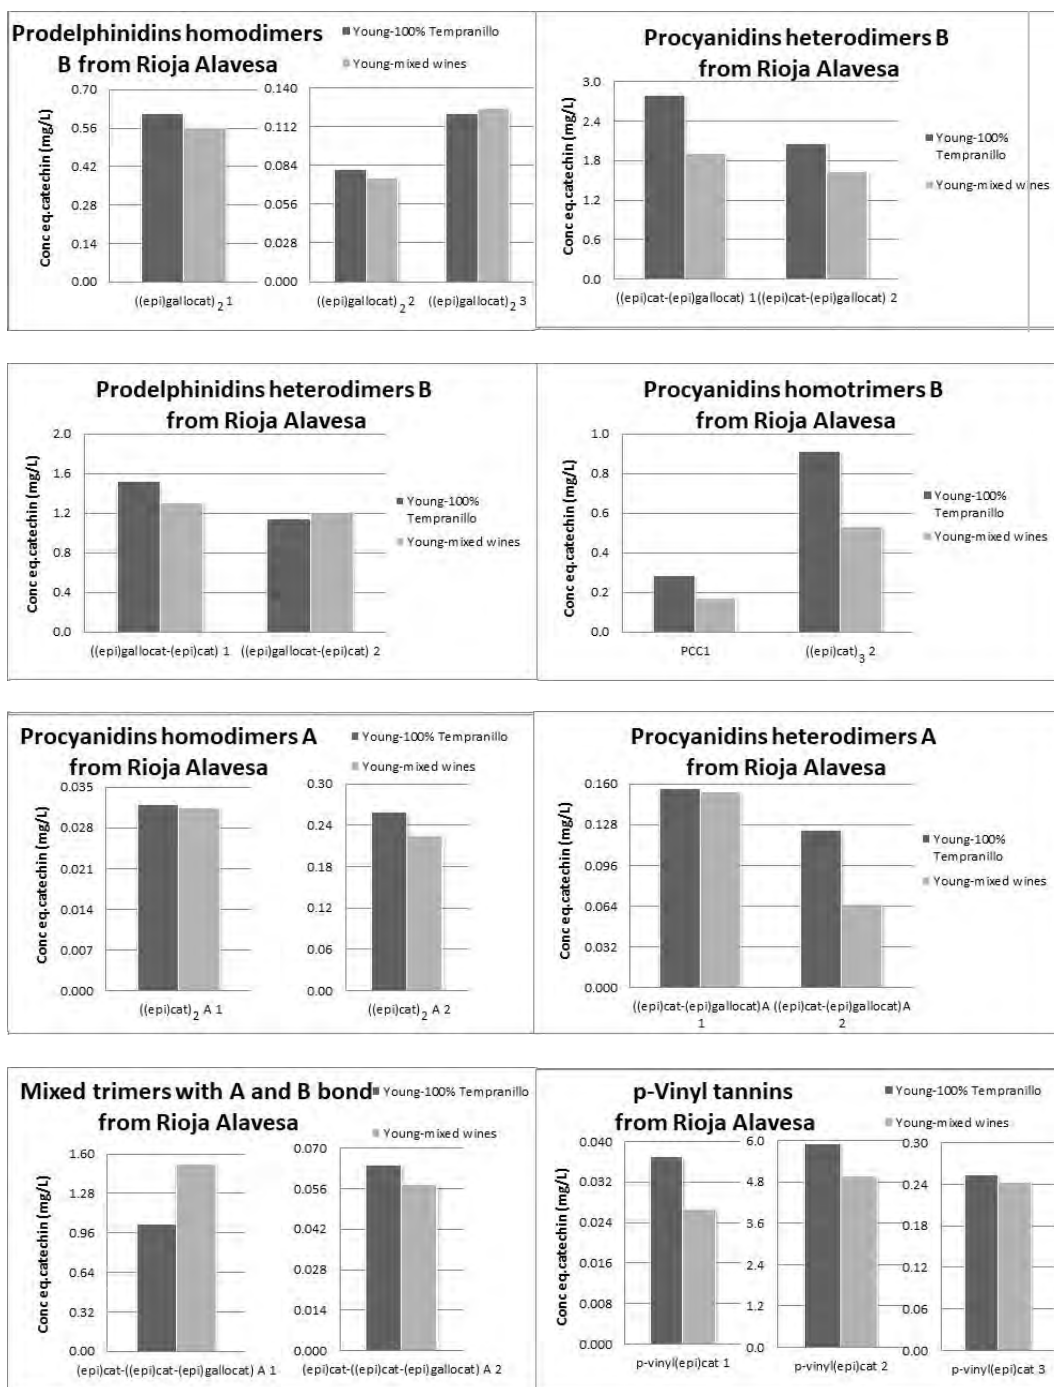 Prodelphinidins homodimers
B from Rioja Alavesa
Young-100% Tempranillo
Young-mixed wines
Conc eq.catechin (mg/L)
0.70
0.56
0.42
0.28
0.14
0.00
((epi)gallocat)2 1
0.140
0.112
0.084
0.056
0.028
0.000
((epi)gallocat)2 2
((epi)gallocat)2 3
Procyanidins heterodimers B
from Rioja Alavesa
Conc eq.catechin (mg/L)
3.0
2.4
1.8
1.2
0.6
0.0
((epi)cat-(epi)gallocat) 1
((epi)cat-(epi)gallocat) 2
Young-100%
Tempranillo
Young-mixed wines
Prodelphinidins heterodimers B
from Rioja Alavesa
Conc eq.catechin (mg/L)
2.0
1.6
1.2
0.8
0.4
0.0
((epi)gallocat-(epi)cat) 1
((epi)gallocat-(epi)cat) 2
Young-100%
Tempranillo
Young-mixed wines
Procyanidins homotrimers B
from Rioja Alavesa
Conc eq.catechin (mg/L)
1.0
0.8
0.6
0.4
0.2
0.0
PCC1
((epi)cat)3 2
Young-100%
Tempranillo
Young-mixed wines
Procyanidins homodimers A
from Rioja Alavesa
Young-100% Tempranillo
Young-mixed wines
Conc eq.catechin (mg/L)
0.035
0.028
0.021
0.014
0.007
0.000
((epi)cat)2 A 1
0.30
0.24
0.18
0.12
0.06
0.00
((epi)cat)2 A 2
Procyanidins heterodimers A
from Rioja Alavesa
Conc eq.catechin (mg/L)
0.160
0.128
0.096
0.064
0.032
0.000
((epi)cat-(epi)gallocat)A
1
((epi)cat-(epi)gallocat)A
2
Young-100%
Tempranillo
Young-mixed wines
Mixed trimers with A and B bond
from Rioja Alavesa
Young-100% Tempranillo
Young-mixed wines
Conc eq.catechin (mg/L)
1.60
1.28
0.96
0.64
0.32
0.00
(epi)cat-((epi)cat-(epi)gallocat) A 1
0.070
0.056
0.042
0.028
0.014
0.000
(epi)cat-((epi)cat-(epi)gallocat) A 2
p-Vinyl tannins
from Rioja Alavesa
Young-100% Tempranillo
Young-mixed wines
Conc eq.catechin (mg/L)
0.040
0.032
0.024
0.016
0.008
0.000
p-vinyl(epi)cat 1
6.0
4.8
3.6
2.4
1.2
0.0
p-vinyl(epi)cat 2
0.30
0.24
0.18
0.12
0.06
0.00
p-vinyl(epi)cat 3